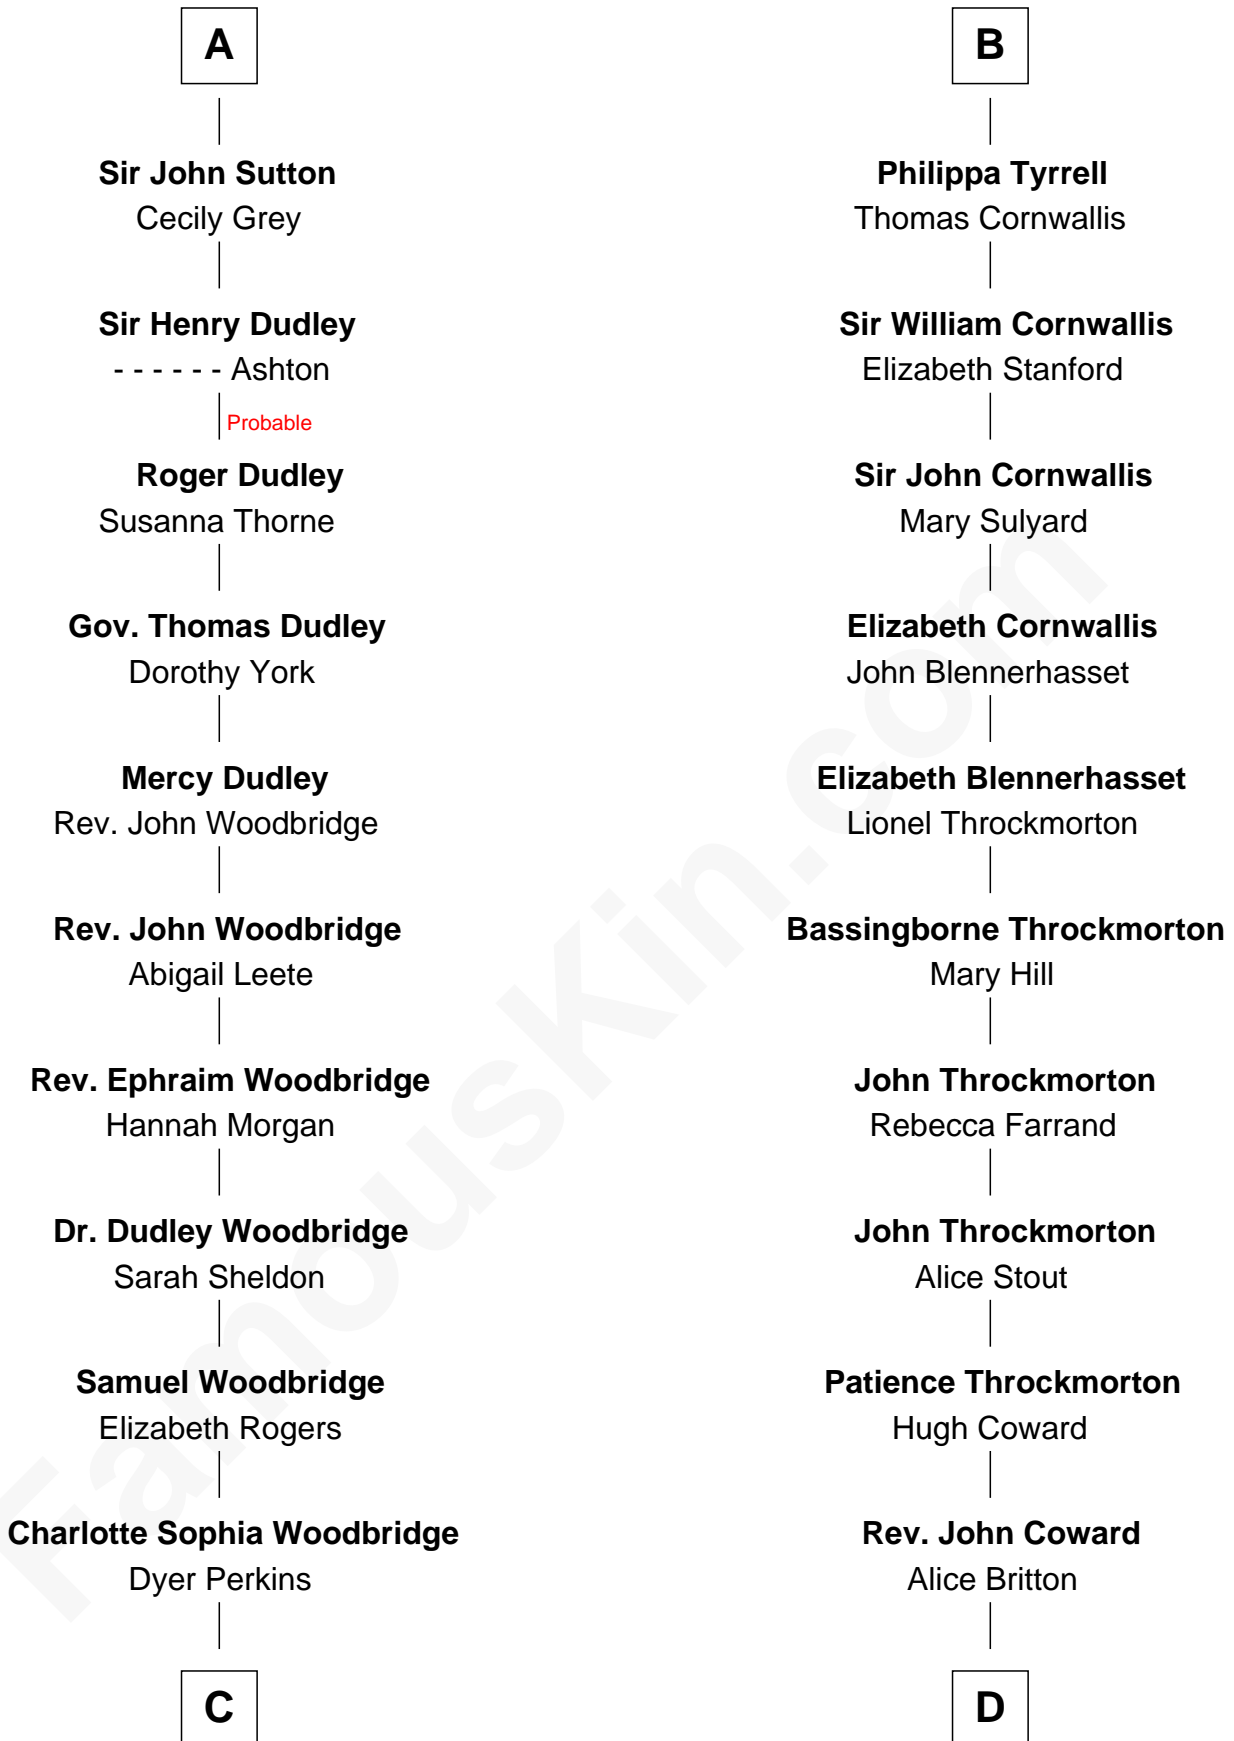 A
Sir John Sutton
Cecily Grey
Sir Henry Dudley
- - - - - - Ashton
Probable
Roger Dudley
Susanna Thorne
Gov. Thomas Dudley
Dorothy York
Mercy Dudley
Rev. John Woodbridge
Rev. John Woodbridge
Abigail Leete
Rev. Ephraim Woodbridge
Hannah Morgan
Dr. Dudley Woodbridge
Sarah Sheldon
Samuel Woodbridge
Elizabeth Rogers
Charlotte Sophia Woodbridge
Dyer Perkins
C
B
Philippa Tyrrell
Thomas Cornwallis
Sir William Cornwallis
Elizabeth Stanford
Sir John Cornwallis
Mary Sulyard
Elizabeth Cornwallis
John Blennerhasset
Elizabeth Blennerhasset
Lionel Throckmorton
Bassingborne Throckmorton
Mary Hill
John Throckmorton
Rebecca Farrand
John Throckmorton
Alice Stout
Patience Throckmorton
Hugh Coward
Rev. John Coward
Alice Britton
D
FamousKin.com